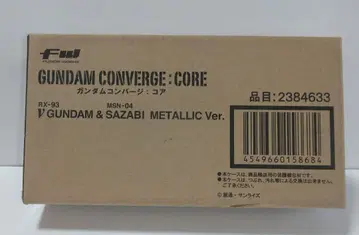 FW
GUNDAM CONVERGE:CORE
ガンダムコンバージ:コア
品目:2384633
RX-93 MSN-04
νGUNDAM & SAZABI METALLIC Ver.
4549660158684
©創通・サンライズ